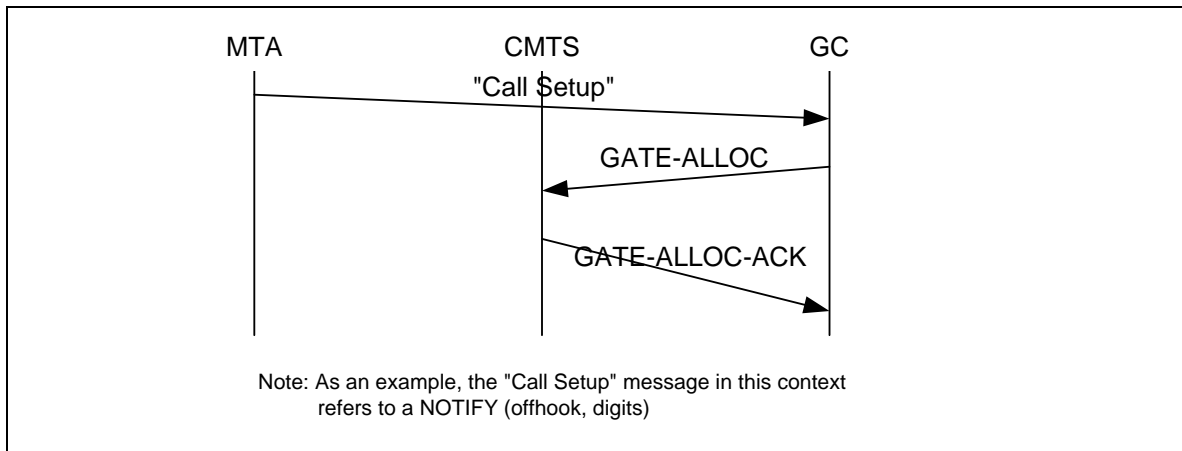 MTA
CMTS
GC
"Call Setup"
GATE-ALLOC
GATE-ALLOC-ACK
Note: As an example, the "Call Setup" message in this context
refers to a NOTIFY (offhook, digits)